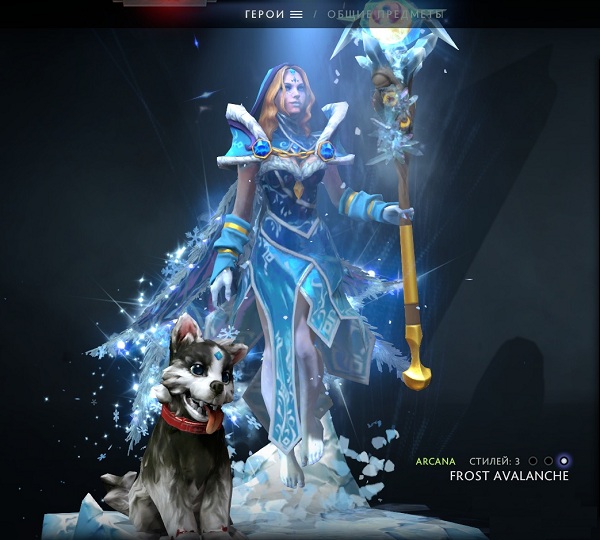 ГЕРОИ / ОБЩИЕ ПРЕДМЕТЫ
ARCANA СТИЛЕЙ: 3
FROST AVALANCHE